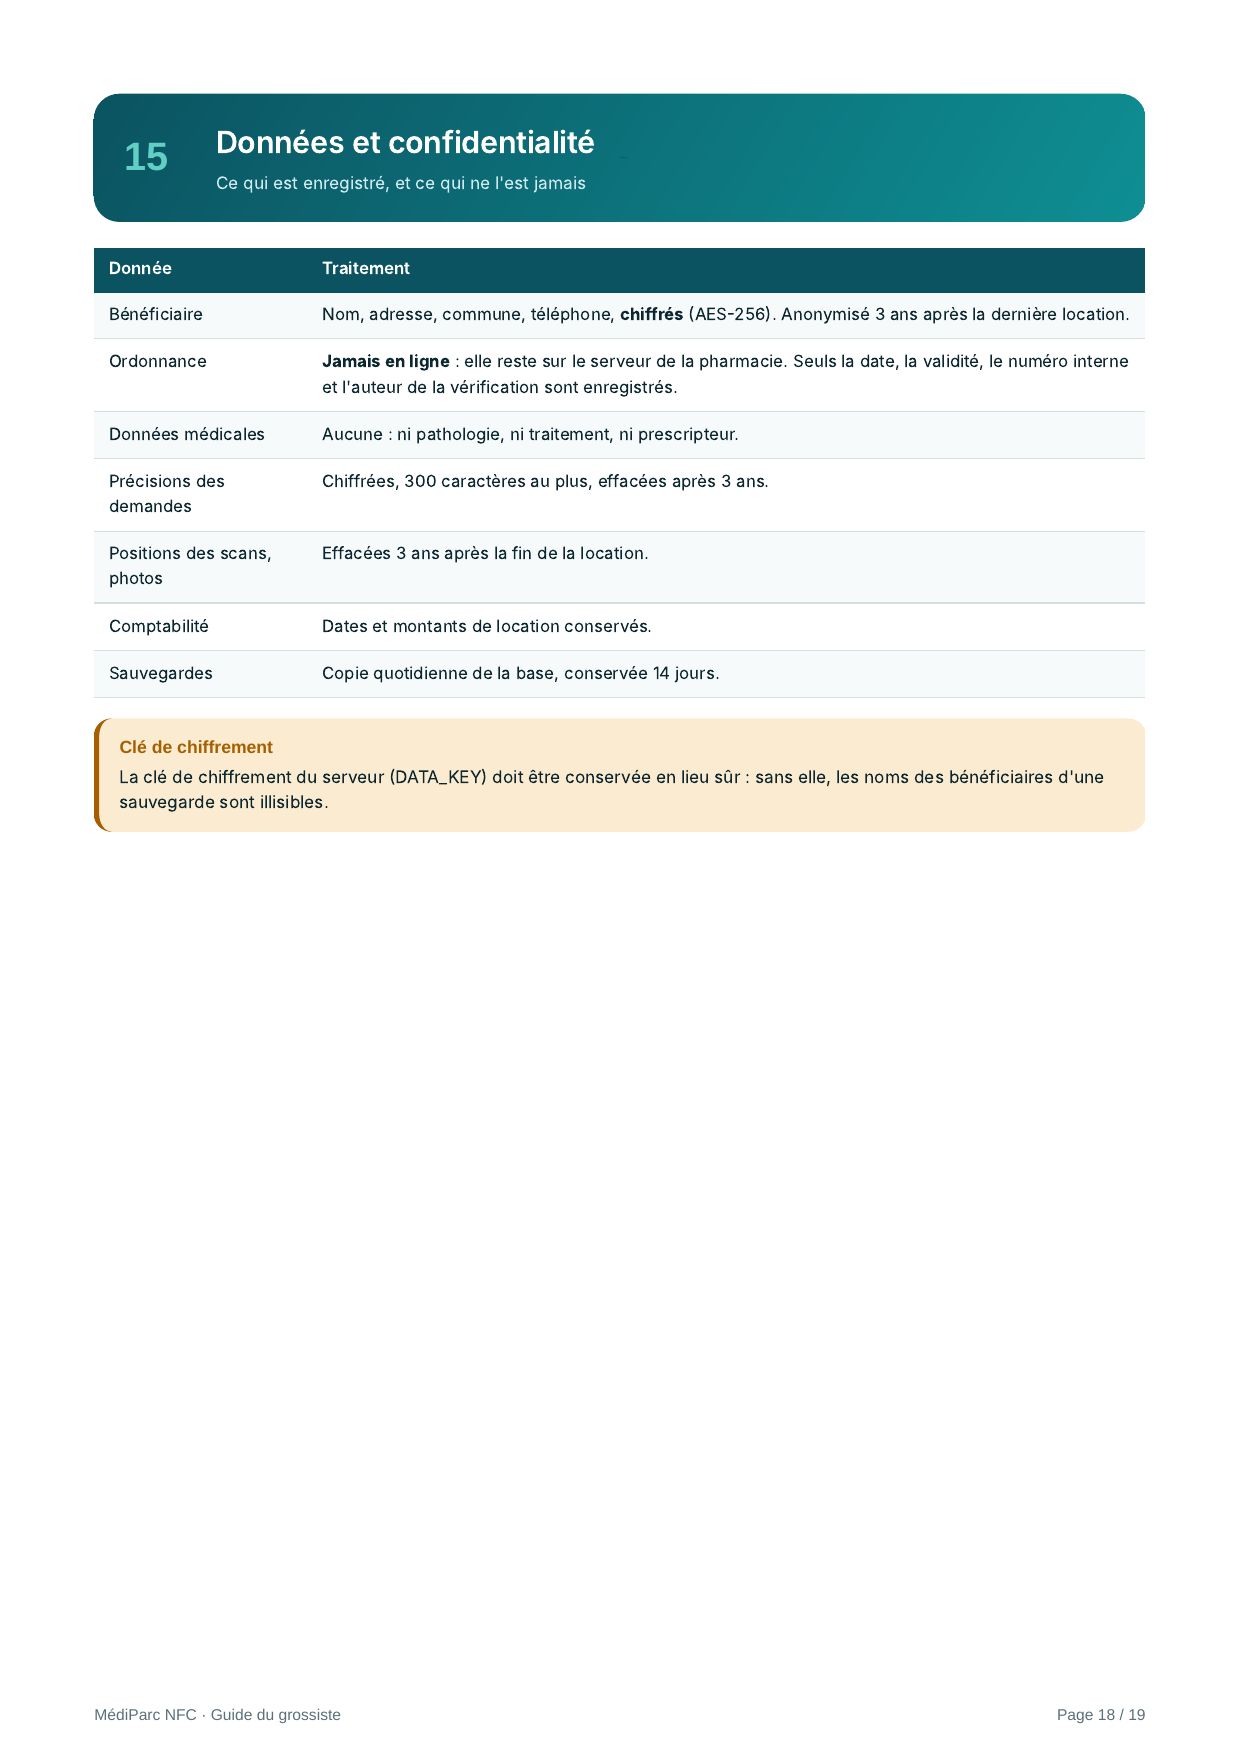 15
Données et confidentialité
Ce qui est enregistré, et ce qui ne l'est jamais
Donnée Traitement
Bénéficiaire Nom, adresse, commune, téléphone, chiffrés (AES-256). Anonymisé 3 ans après la dernière location.
Ordonnance Jamais en ligne : elle reste sur le serveur de la pharmacie. Seuls la date, la validité, le numéro interne
et l'auteur de la vérification sont enregistrés.
Données médicales Aucune : ni pathologie, ni traitement, ni prescripteur.
Précisions des Chiffrées, 300 caractères au plus, effacées après 3 ans.
demandes
Positions des scans, Effacées 3 ans après la fin de la location.
photos
Comptabilité Dates et montants de location conservés.
Sauvegardes Copie quotidienne de la base, conservée 14 jours.
Clé de chiffrement
La clé de chiffrement du serveur (DATA_KEY) doit être conservée en lieu sûr : sans elle, les noms des bénéficiaires d'une
sauvegarde sont illisibles.
MédiParc NFC · Guide du grossiste Page 18 / 19